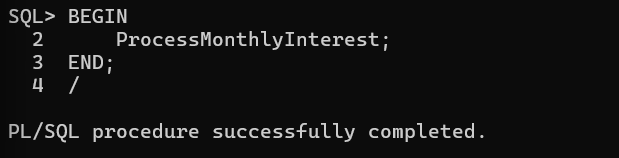 SQL> BEGIN
  2      ProcessMonthlyInterest;
  3  END;
  4  /
PL/SQL procedure successfully completed.